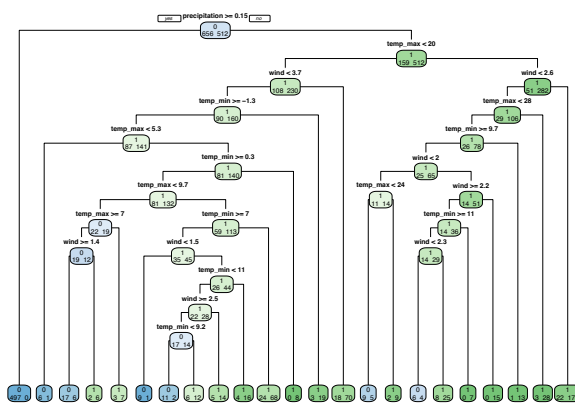 yes precipitation >= 0.15 no
0
656 512
temp_max < 20
1
159 512
wind < 3.7
wind < 2.6
1
108 230
1
51 282
temp_min >= −1.3
temp_max < 28
1
90 160
1
29 106
temp_max < 5.3
temp_min >= 9.7
1
87 141
1
26 78
temp_min >= 0.3
wind < 2
1
81 140
1
25 65
temp_max < 9.7
temp_max < 24
wind >= 2.2
1
81 132
1
11 14
1
14 51
temp_max >= 7
temp_min >= 7
temp_min >= 11
0
22 19
1
59 113
1
14 36
wind >= 1.4
wind < 1.5
wind < 2.3
0
19 12
1
35 45
1
14 29
temp_min < 11
1
26 44
wind >= 2.5
1
22 28
temp_min < 9.2
0
17 14
0 0 0 1 1 0 0 1 1 1 1 1 1 1 0 1 0 1 1 1 1 1 1
497 0 6 1 17 6 2 6 3 7 9 1 11 2 6 12 5 14 4 16 24 68 0 8 3 19 18 70 9 5 2 9 6 4 8 25 0 7 0 15 1 13 3 28 22 17